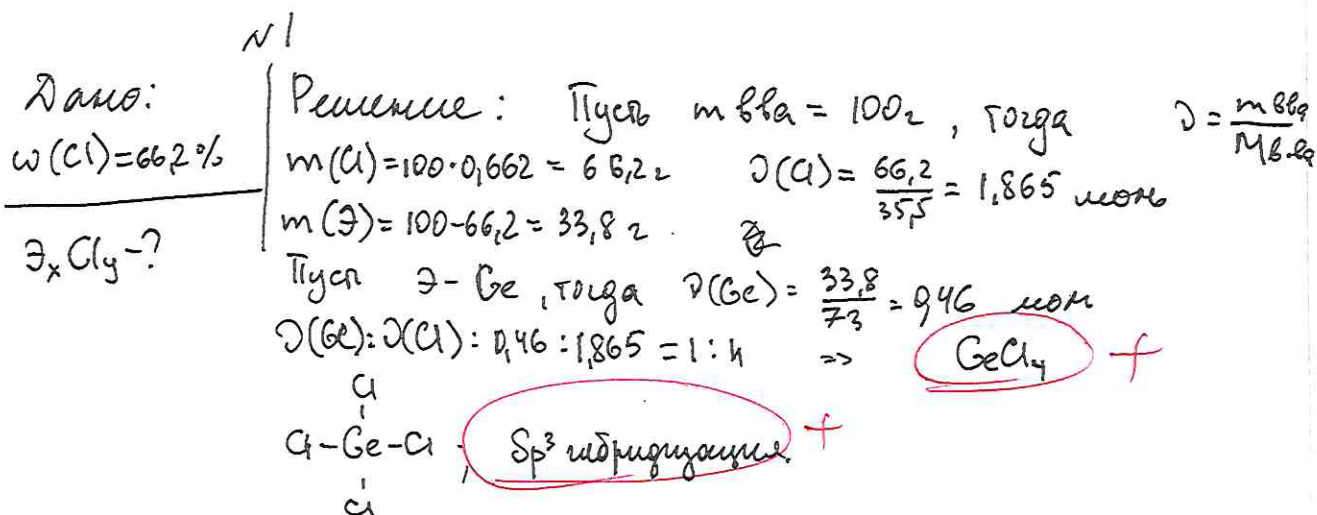 №1
Дано:
ω(Cl)=66,2%
ЭxCly-?
Решение: Пусть m в-ва = 100г, тогда ν = m в-ва / M в-ва
m(Cl)=100·0,662 = 66,2г ν(Cl) = 66,2/35,5 = 1,865 моль
m(Э)=100-66,2=33,8г.
Пусть Э-Ge, тогда ν(Ge) = 33,8/73 = 0,46 моль
ν(Ge):ν(Cl): 0,46:1,865 = 1:4 => GeCl4 +
Cl
Cl-Ge-Cl, Sp³ гибридизация. +
Cl